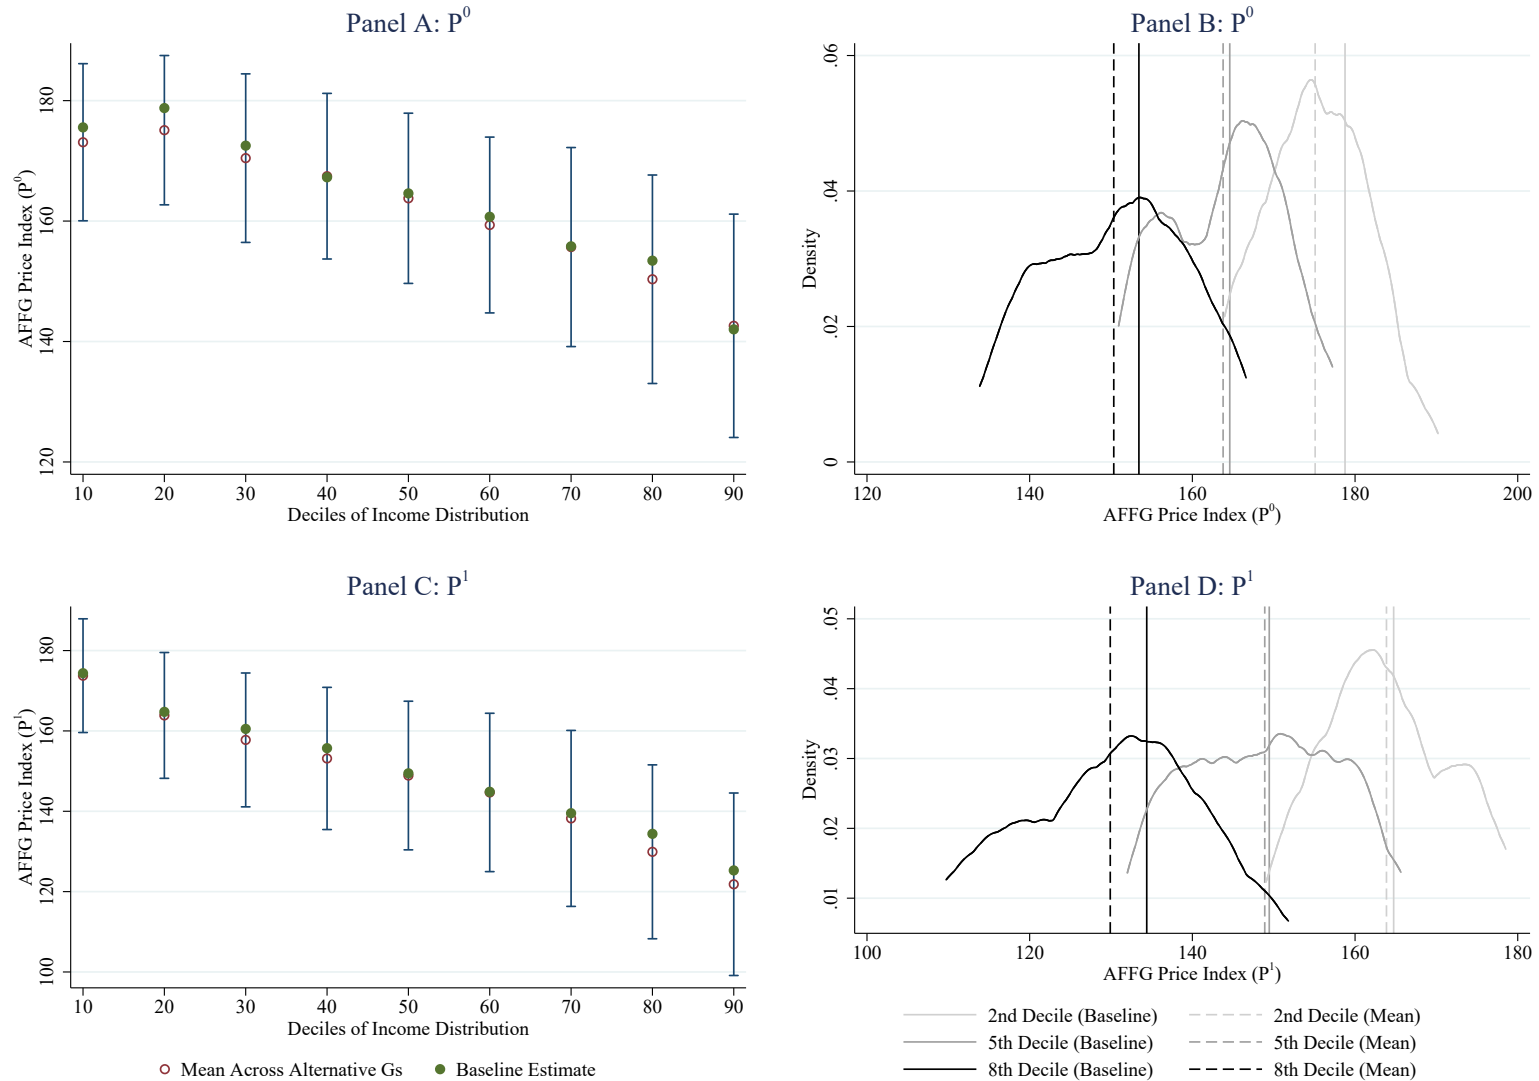 Panel A: P⁰
AFFG Price Index (P⁰)
180
160
140
120
10 20 30 40 50 60 70 80 90
Deciles of Income Distribution
Panel B: P⁰
Density
.06
.04
.02
0
120 140 160 180 200
AFFG Price Index (P⁰)
Panel C: P¹
AFFG Price Index (P¹)
180
160
140
120
100
10 20 30 40 50 60 70 80 90
Deciles of Income Distribution
Mean Across Alternative Gs Baseline Estimate
Panel D: P¹
Density
.05
.04
.03
.02
.01
100 120 140 160 180
AFFG Price Index (P¹)
2nd Decile (Baseline) 2nd Decile (Mean)
5th Decile (Baseline) 5th Decile (Mean)
8th Decile (Baseline) 8th Decile (Mean)